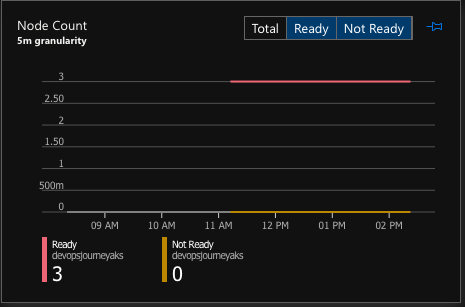 Node Count
5m granularity
Total Ready Not Ready
3
2.50
2
1.50
1
500m
0
09 AM 10 AM 11 AM 12 PM 01 PM 02 PM
Ready
devopsjourneyaks
3
Not Ready
devopsjourneyaks
0